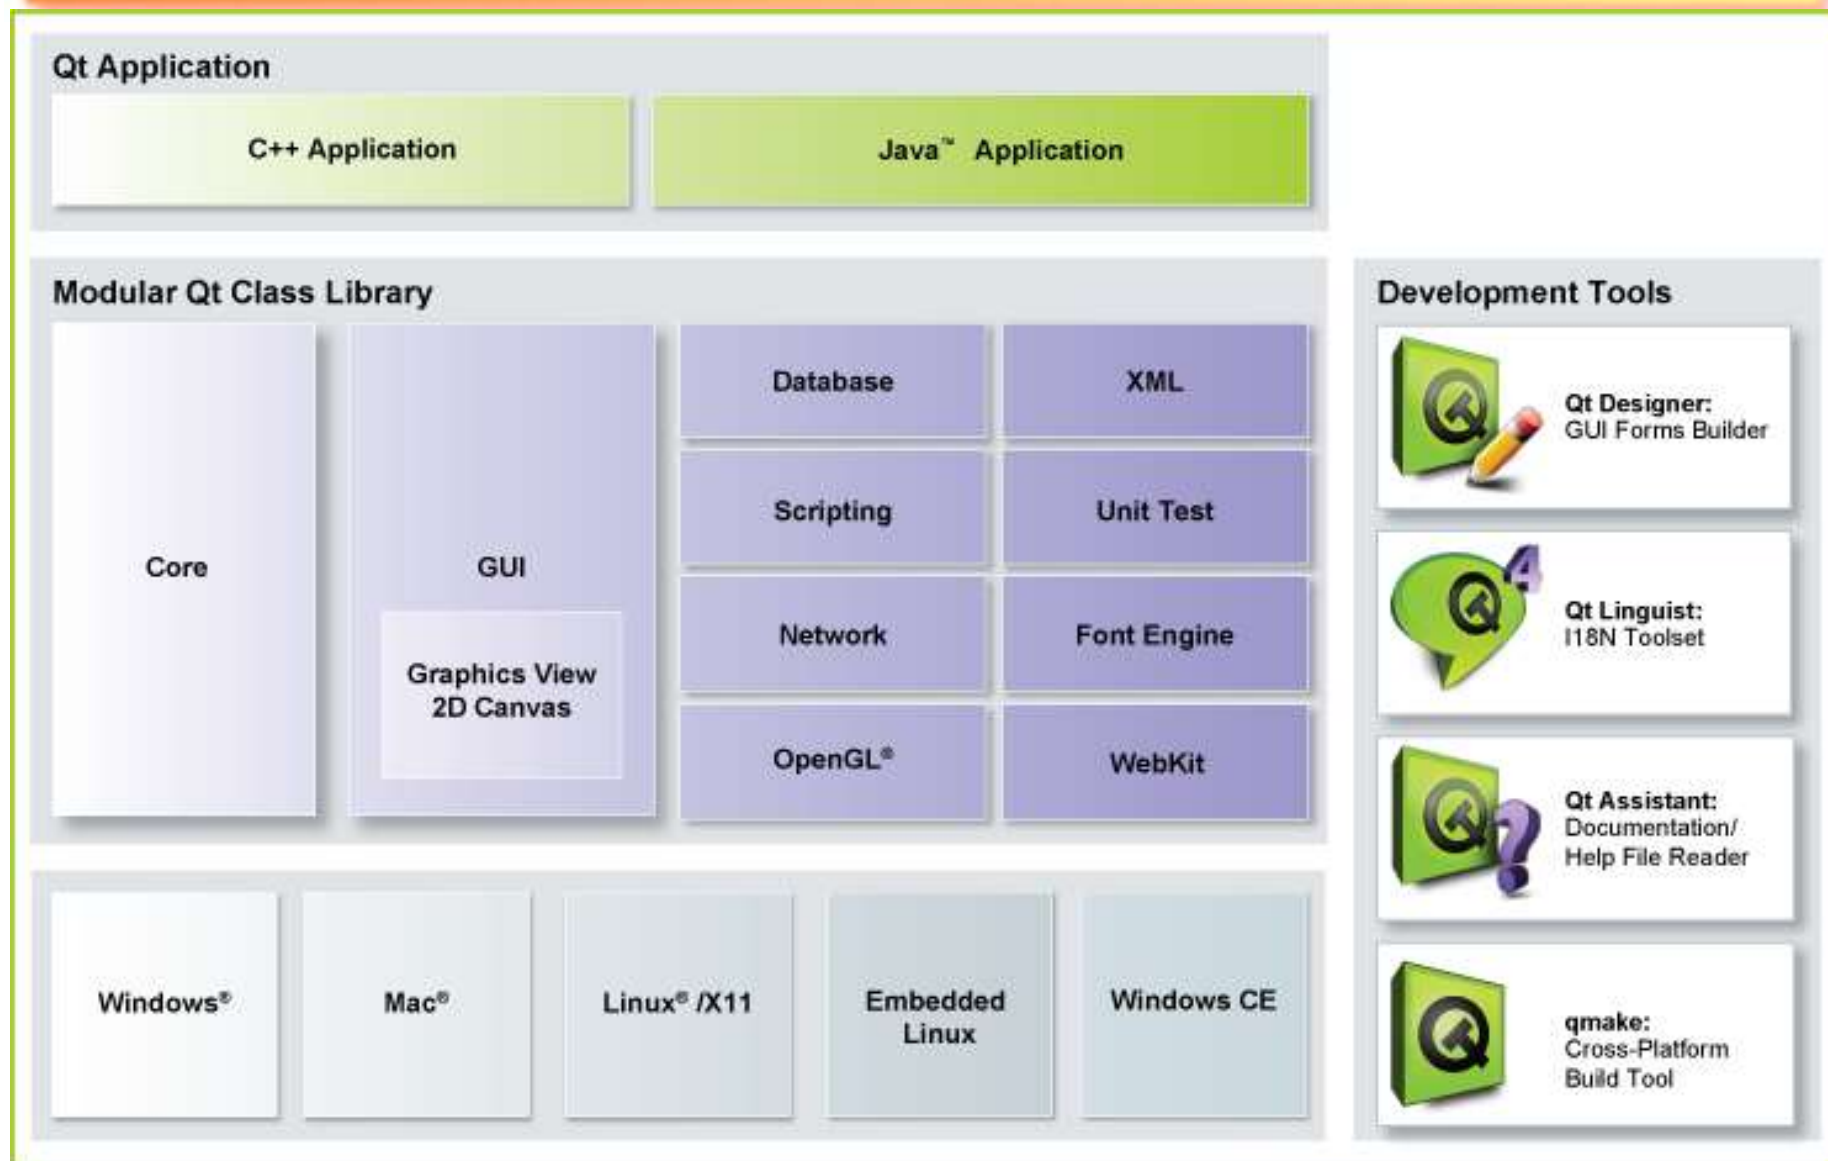 Qt Application
C++ Application
Java™ Application
Modular Qt Class Library
Core
GUI
Graphics View
2D Canvas
Database
XML
Scripting
Unit Test
Network
Font Engine
OpenGL®
WebKit
Windows®
Mac®
Linux® /X11
Embedded
Linux
Windows CE
Development Tools
Qt Designer:
GUI Forms Builder
4
Qt Linguist:
I18N Toolset
?
Qt Assistant:
Documentation/
Help File Reader
qmake:
Cross-Platform
Build Tool